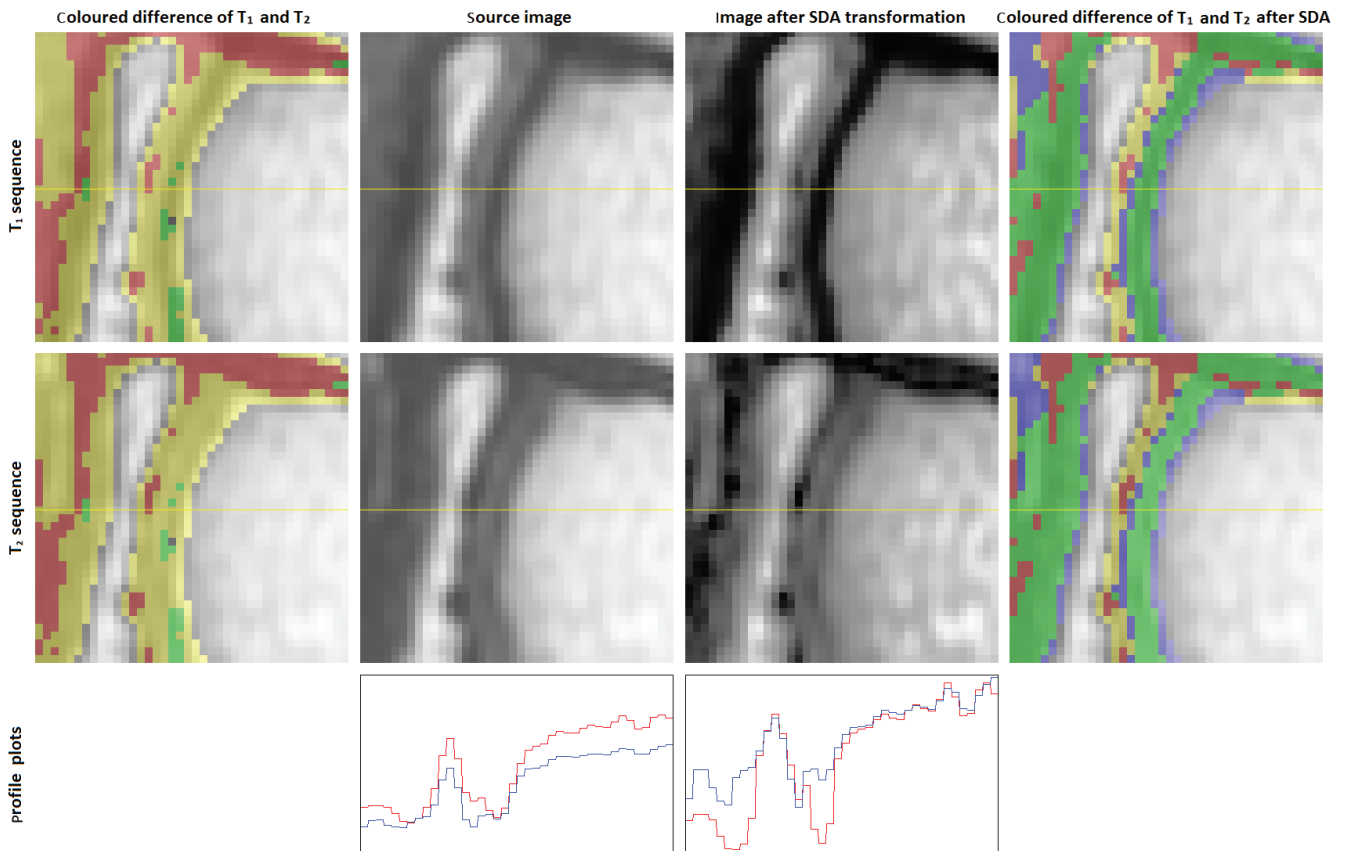 Coloured difference of T₁ and T₂
Source image
Image after SDA transformation
Coloured difference of T₁ and T₂ after SDA
T₁ sequence
T₂ sequence
profile plots